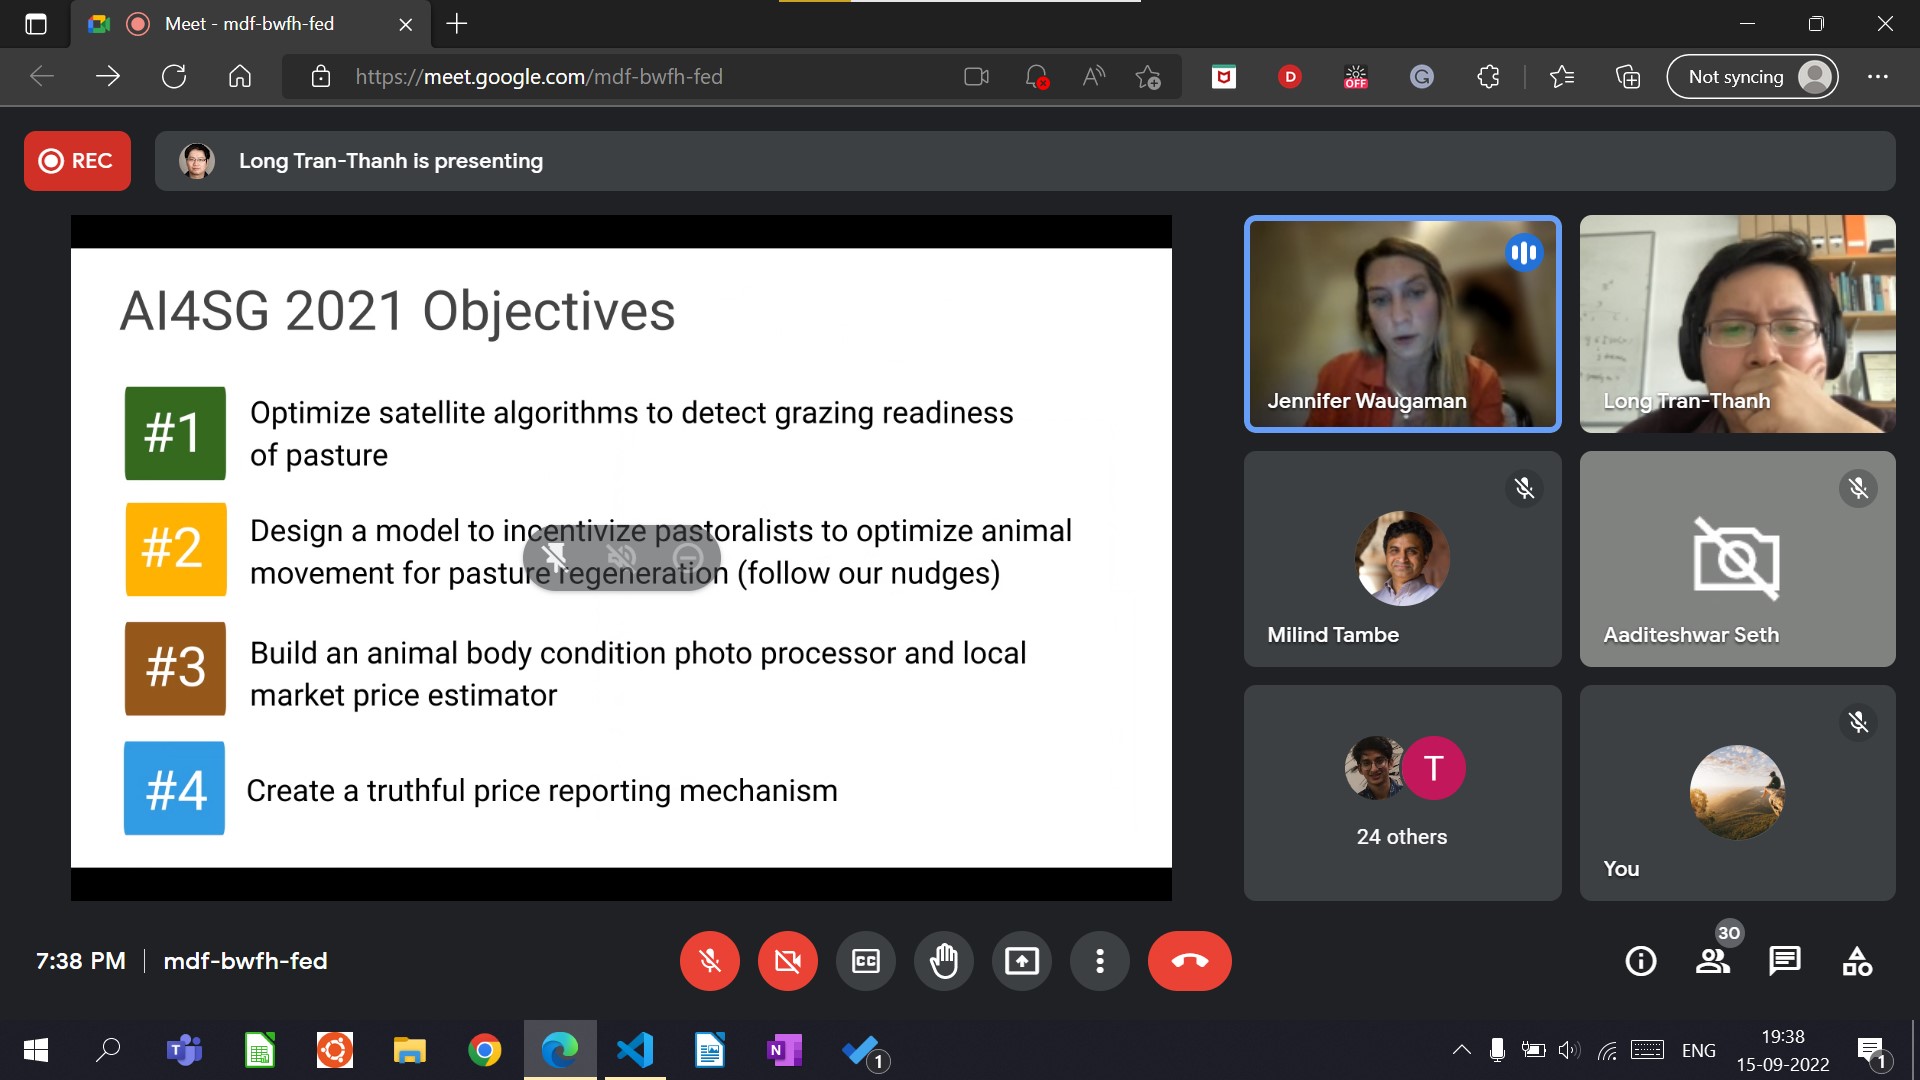 Meet - mdf-bwfh-fed
https://meet.google.com/mdf-bwfh-fed
D
OFF
Not syncing
REC
Long Tran-Thanh is presenting
AI4SG 2021 Objectives
#1
Optimize satellite algorithms to detect grazing readiness
of pasture
#2
Design a model to incentivize pastoralists to optimize animal
movement for pasture regeneration (follow our nudges)
#3
Build an animal body condition photo processor and local
market price estimator
#4
Create a truthful price reporting mechanism
Jennifer Waugaman
Long Tran-Thanh
Milind Tambe
Aaditeshwar Seth
T
24 others
You
7:38 PM
mdf-bwfh-fed
CC
30
T
N
1
ENG
19:38
15-09-2022
1